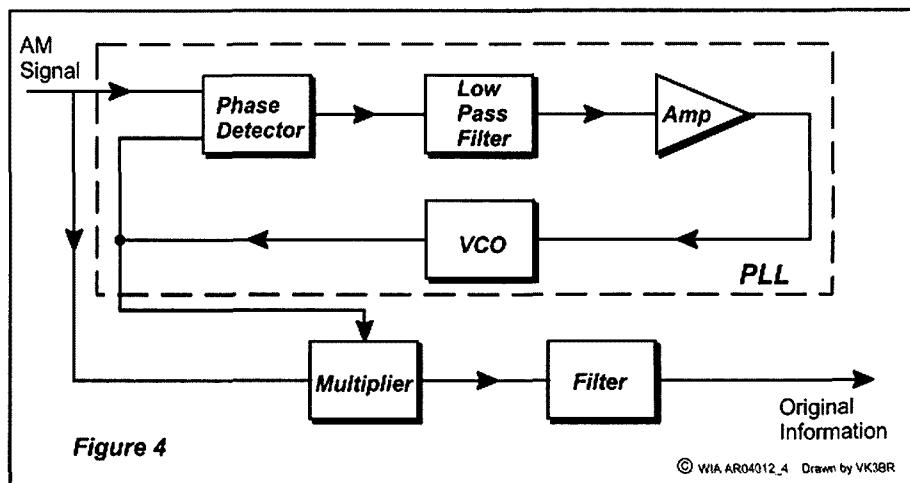 AM
Signal
Phase
Detector
Low
Pass
Filter
Amp
VCO
PLL
Multiplier
Filter
Original
Information
Figure 4
© WIA AR04012_4 Drawn by VK3BR